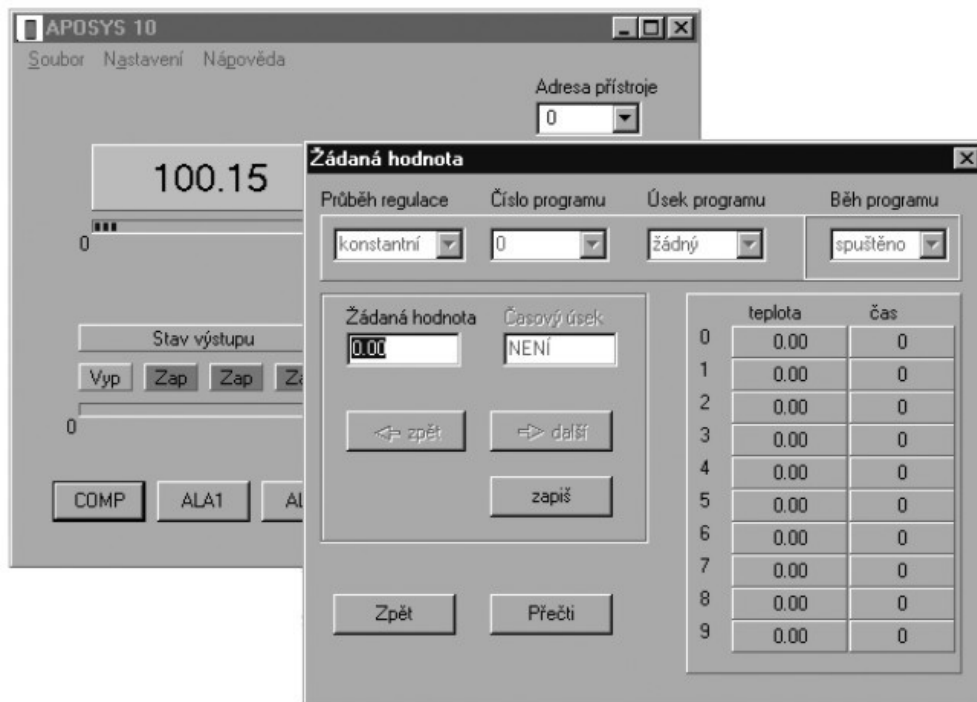 APOSYS 10
Soubor Nastavení Nápověda
Adresa přístroje
0
100.15
0
Stav výstupu
Vyp Zap Zap
0
COMP ALA1
Žádaná hodnota
Průběh regulace Číslo programu Úsek programu Běh programu
konstantní 0 žádný spuštěno
Žádaná hodnota Časový úsek
0.00 NENÍ
zpět další
zapiš
Zpět Přečti
teplota čas
0 0.00 0
1 0.00 0
2 0.00 0
3 0.00 0
4 0.00 0
5 0.00 0
6 0.00 0
7 0.00 0
8 0.00 0
9 0.00 0